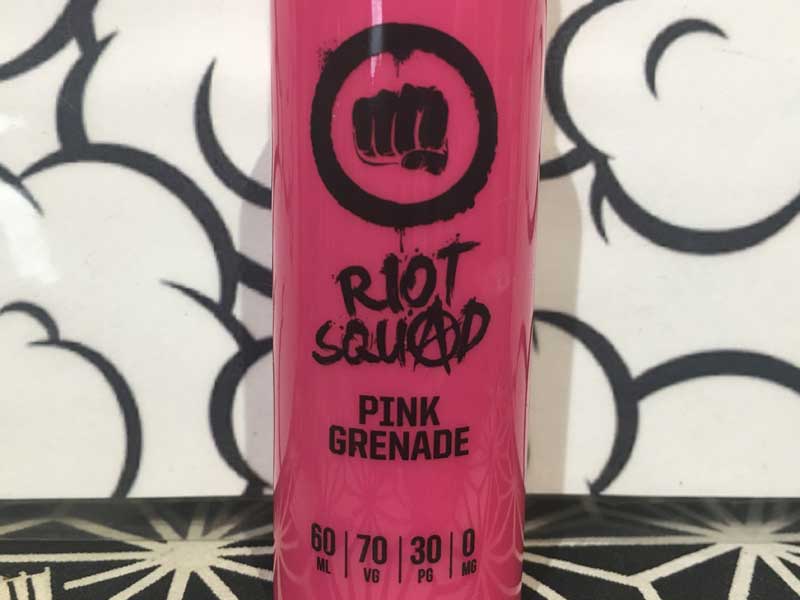 RIOT
SQUAD
PINK
GRENADE
60 | 70 | 30 | 0
ML VG PG MG